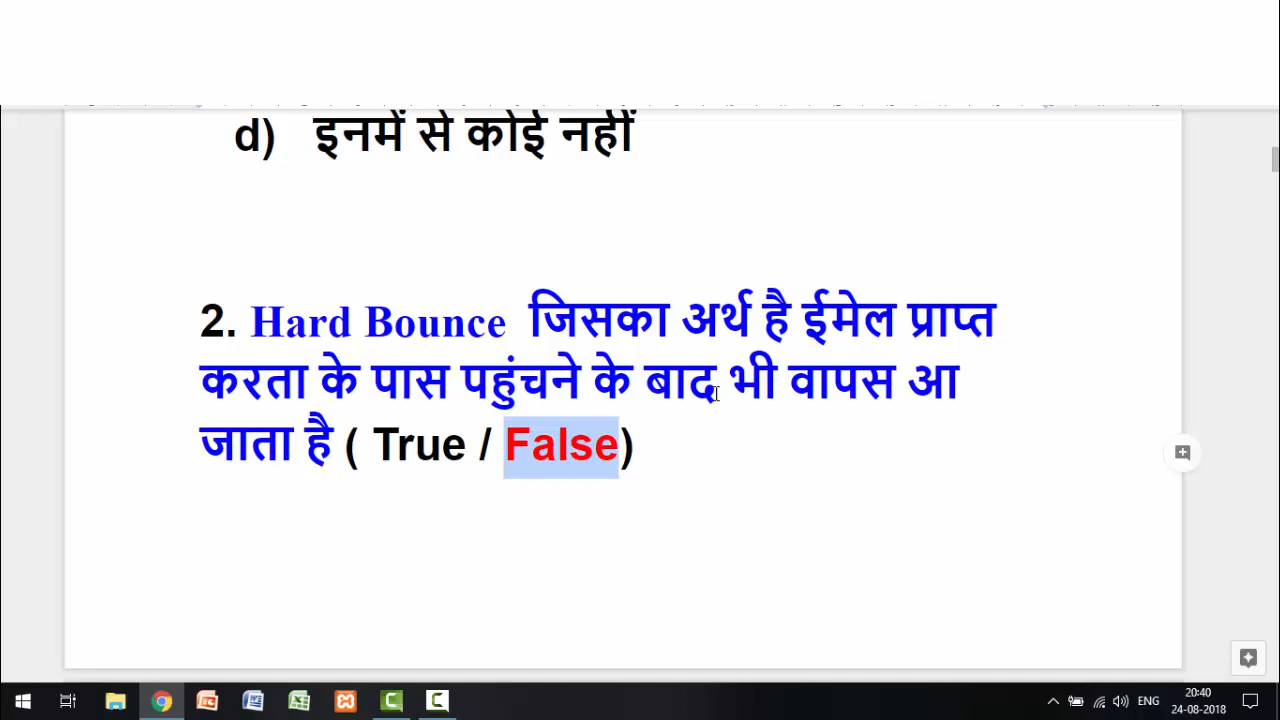 d) इनमें से कोई नहीं
2. Hard Bounce जिसका अर्थ है ईमेल प्राप्त
करता के पास पहुंचने के बाद भी वापस आ
जाता है ( True / False)
ENG
20:40
24-08-2018